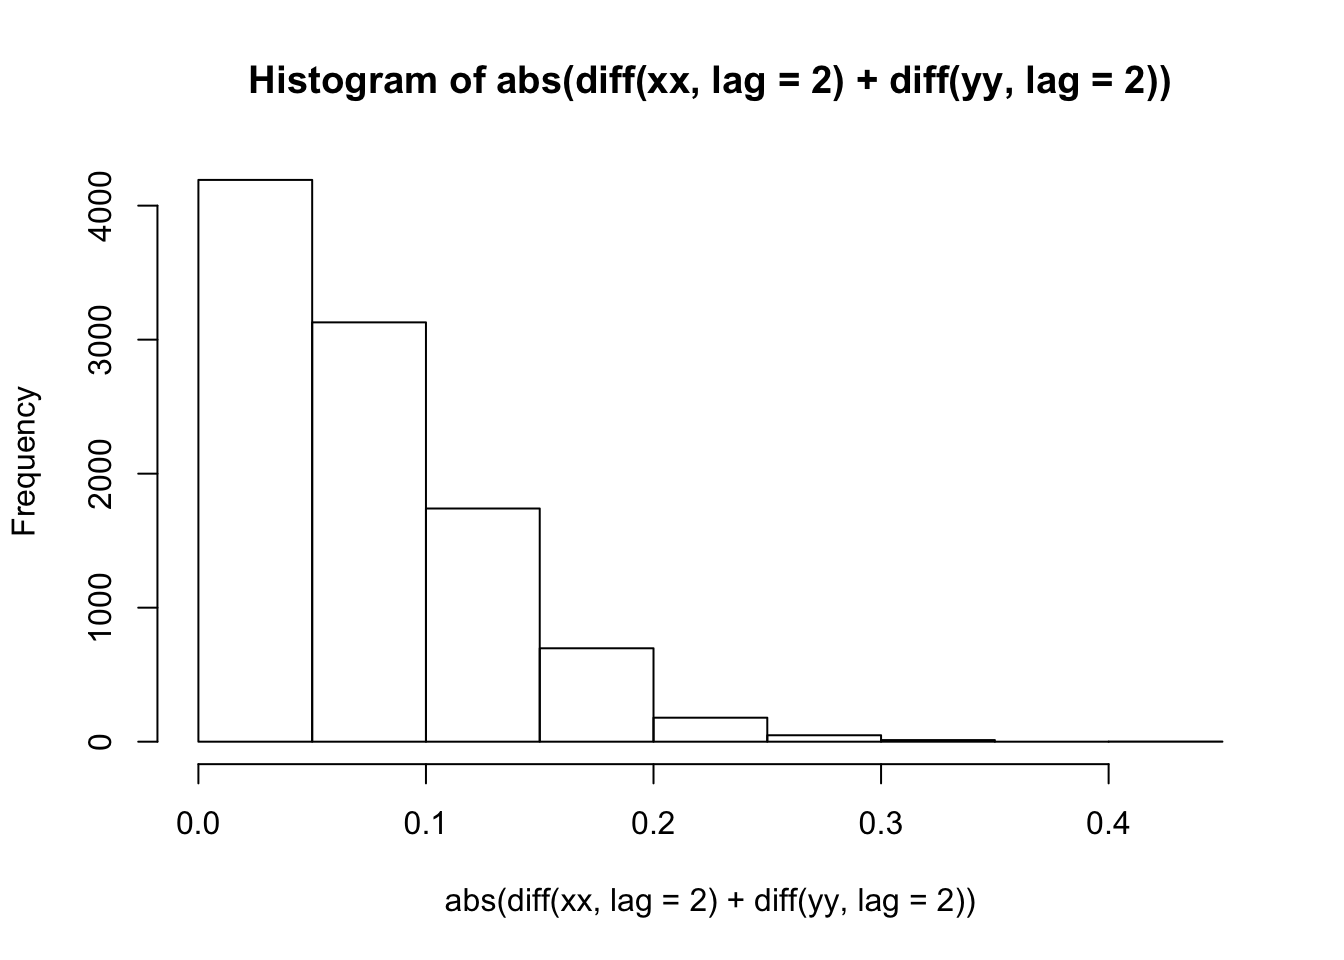 Histogram of abs(diff(xx, lag = 2) + diff(yy, lag = 2))
Frequency
4000
3000
2000
1000
0
0.0 0.1 0.2 0.3 0.4
abs(diff(xx, lag = 2) + diff(yy, lag = 2))